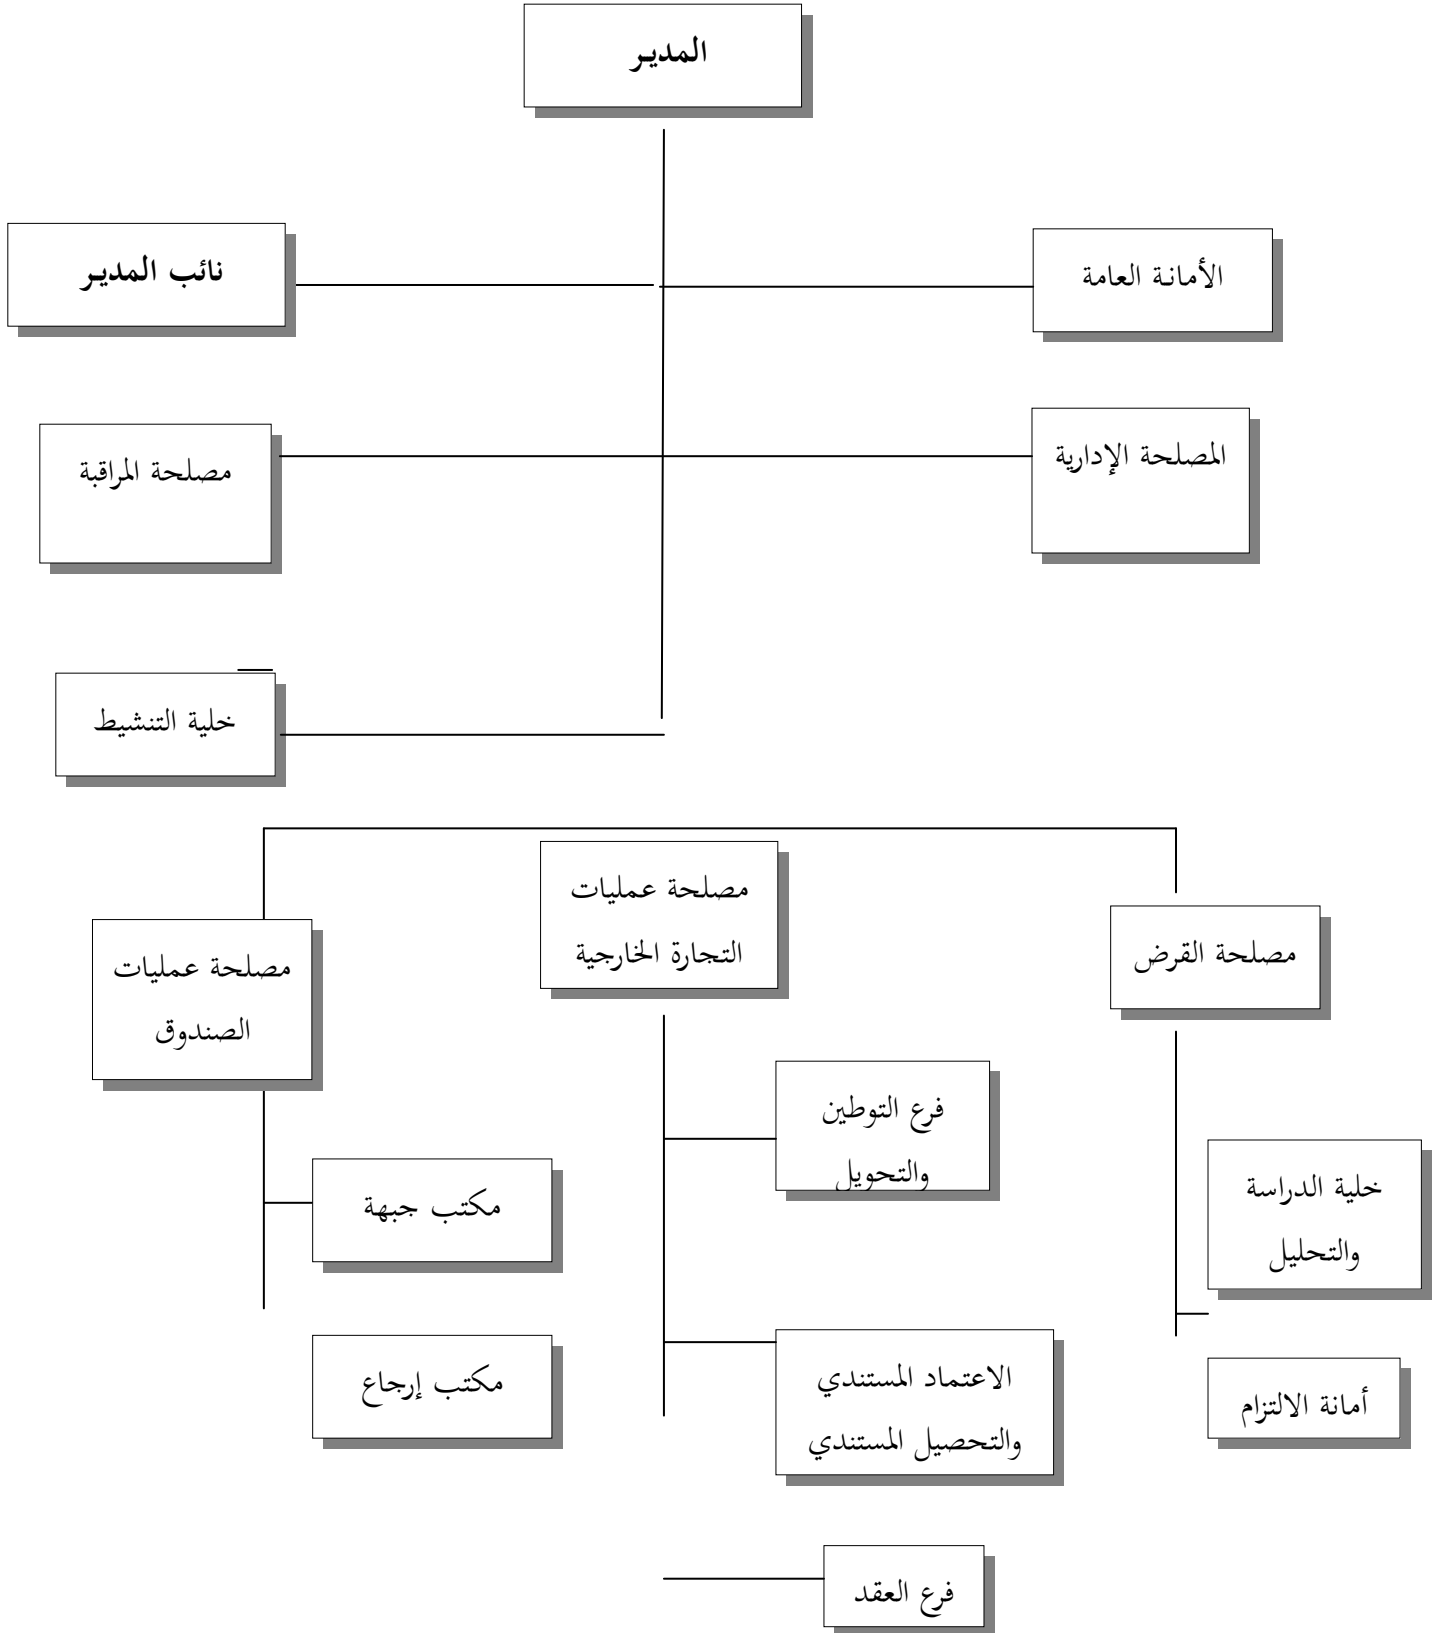 المدير
الأمانة العامة
نائب المدير
المصلحة الإدارية
مصلحة المراقبة
خلية التنشيط
مصلحة القرض
مصلحة عمليات
التجارة الخارجية
مصلحة عمليات
الصندوق
خلية الدراسة
والتحليل
أمانة الالتزام
فرع التوطين
والتحويل
الاعتماد المستندي
والتحصيل المستندي
فرع العقد
مكتب جبهة
مكتب إرجاع